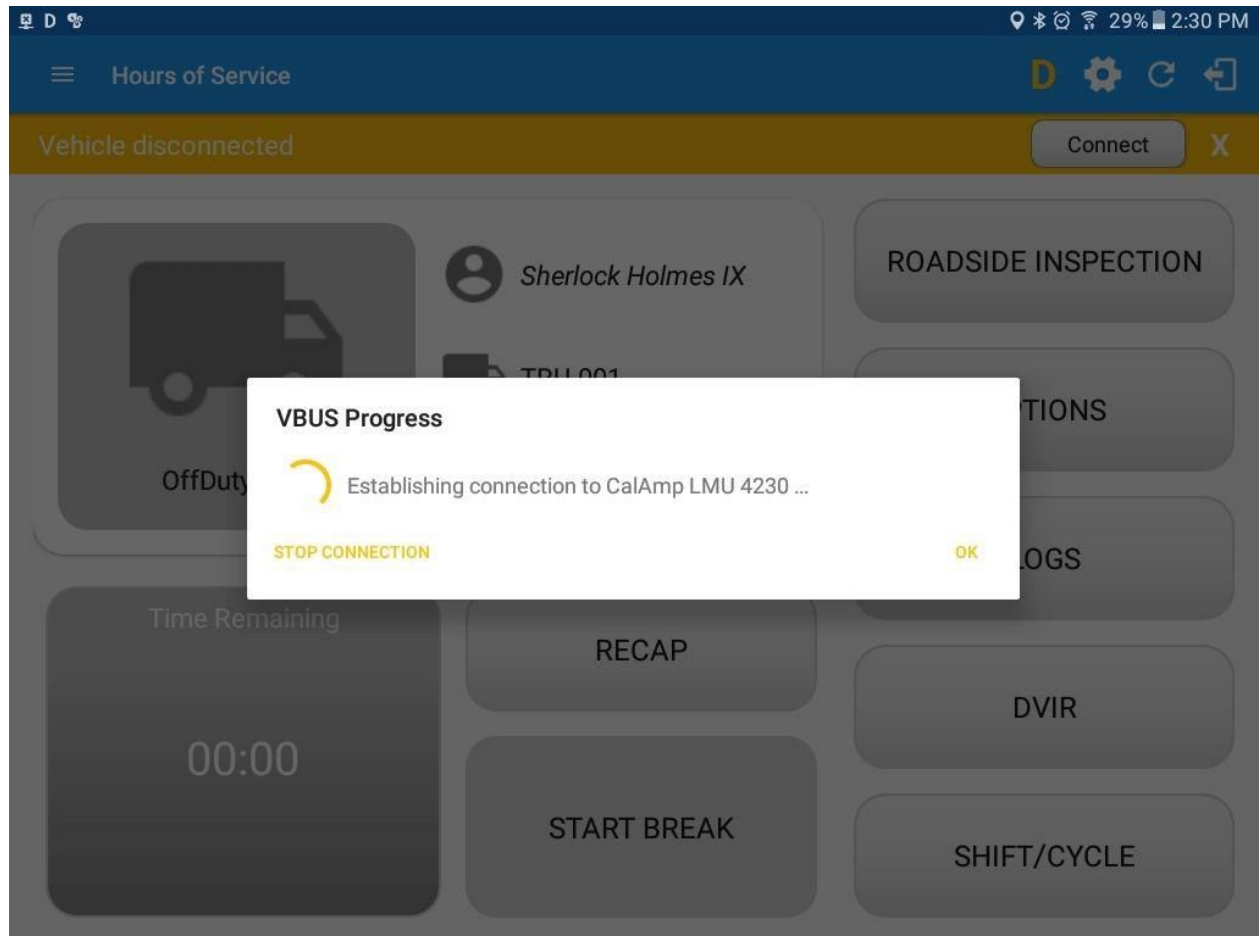 D 29% 2:30 PM
Hours of Service D
Vehicle disconnected Connect X
Sherlock Holmes IX
ROADSIDE INSPECTION
VBUS Progress
TIONS
OffDuty
Establishing connection to CalAmp LMU 4230 ...
STOP CONNECTION OK
OGS
Time Remaining
RECAP
DVIR
00:00
START BREAK
SHIFT/CYCLE